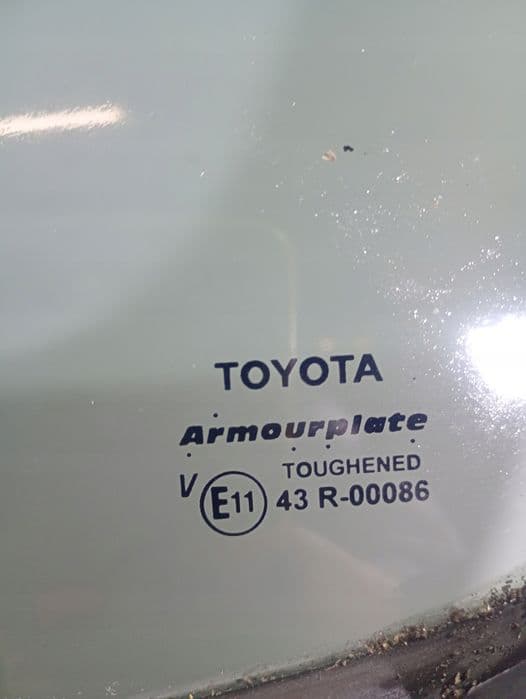 TOYOTA
Armourplate
TOUGHENED
V E11 43 R-00086